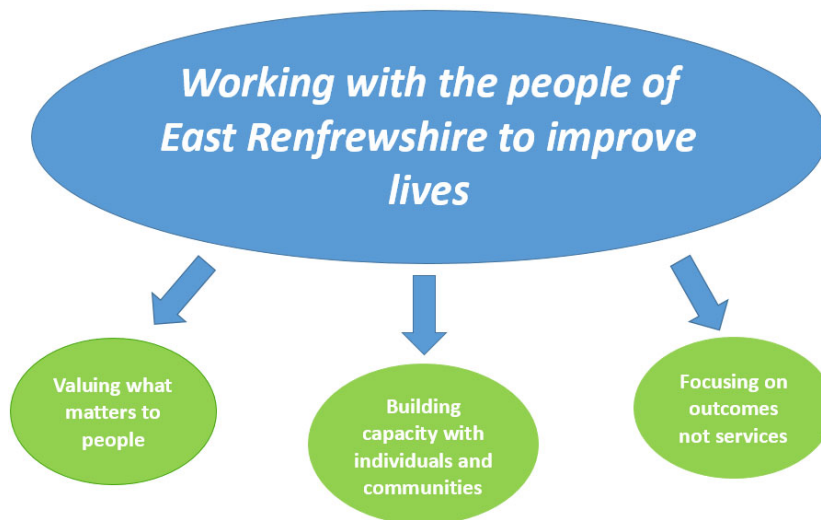 Working with the people of
East Renfrewshire to improve
lives
Valuing what
matters to
people
Building
capacity with
individuals and
communities
Focusing on
outcomes
not services